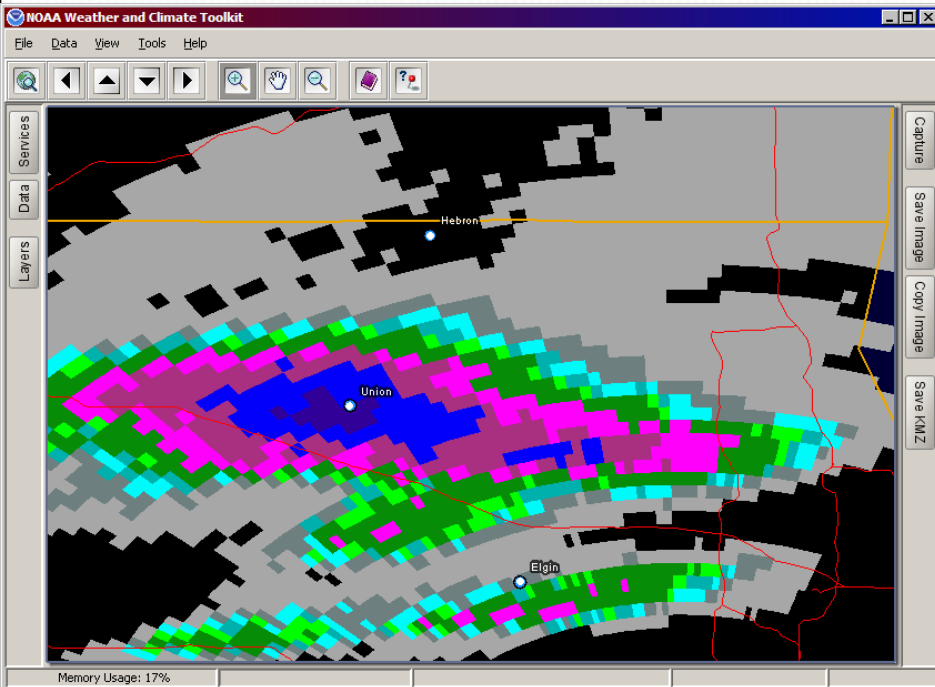 NOAA Weather and Climate Toolkit
File Data View Tools Help
Services
Data
Layers
Hebron
Union
Elgin
Capture
Save Image
Copy Image
Save KMZ
Memory Usage: 17%